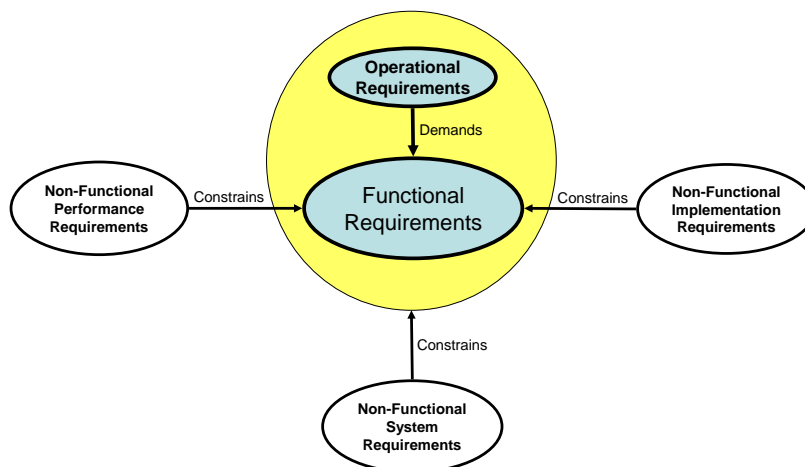 Operational
Requirements
Demands
Non-Functional
Performance
Requirements
Constrains
Functional
Requirements
Constrains
Non-Functional
Implementation
Requirements
Constrains
Non-Functional
System
Requirements